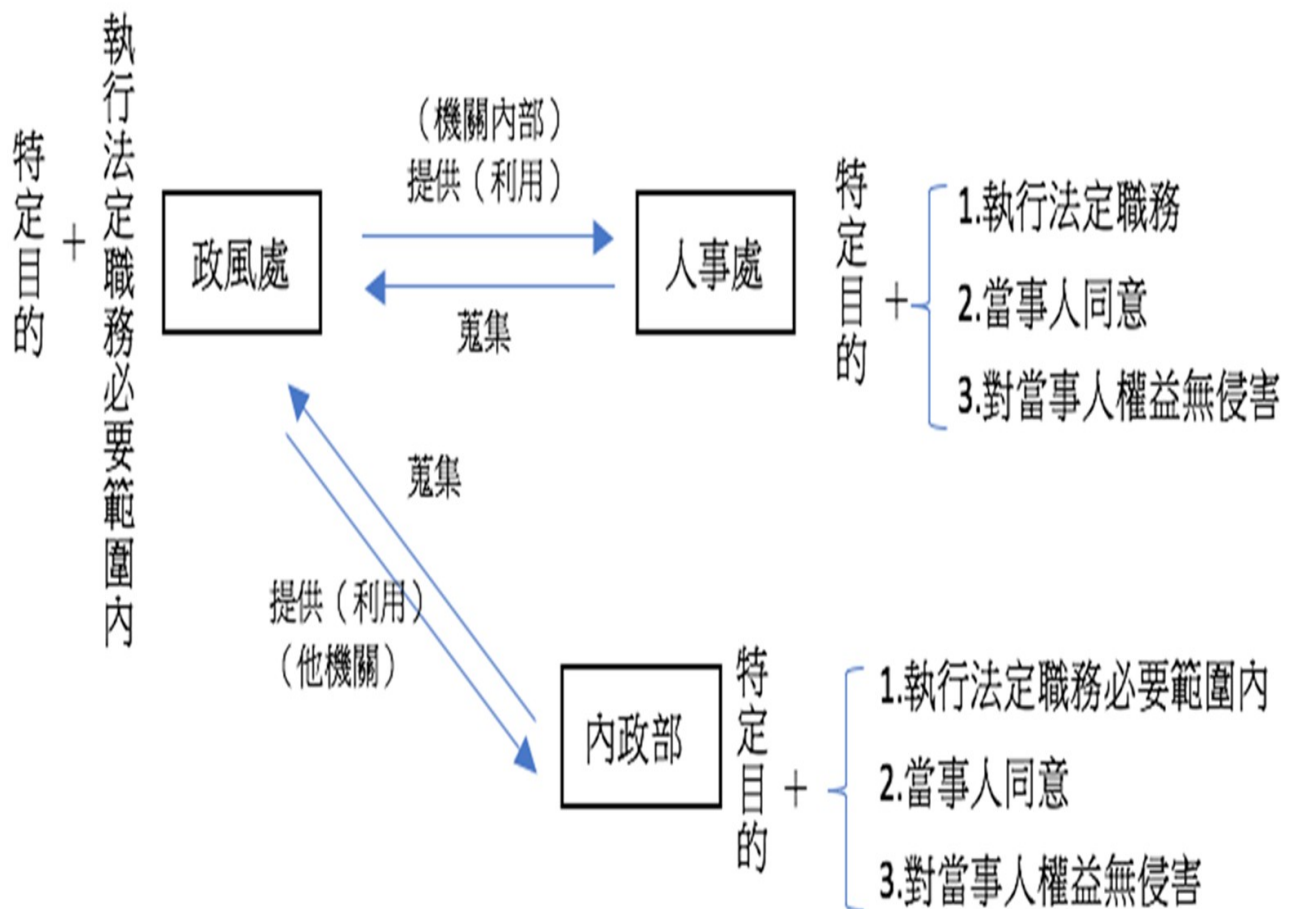 特定目的
+
執行法定職務必要範圍內
政風處
（機關內部）
提供（利用）
蒐集
人事處
特定目的
+
1.執行法定職務
2.當事人同意
3.對當事人權益無侵害
蒐集
提供（利用）
（他機關）
內政部
特定目的
+
1.執行法定職務必要範圍內
2.當事人同意
3.對當事人權益無侵害